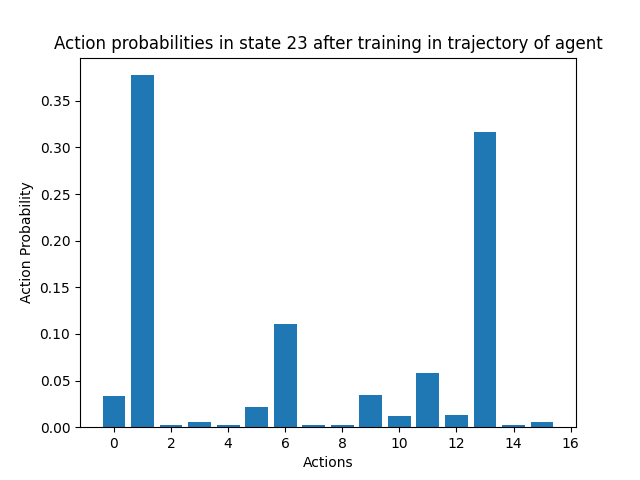 Action probabilities in state 23 after training in trajectory of agent
0.35
0.30
0.25
0.20
0.15
0.10
0.05
0.00
Action Probability
0 2 4 6 8 10 12 14 16
Actions